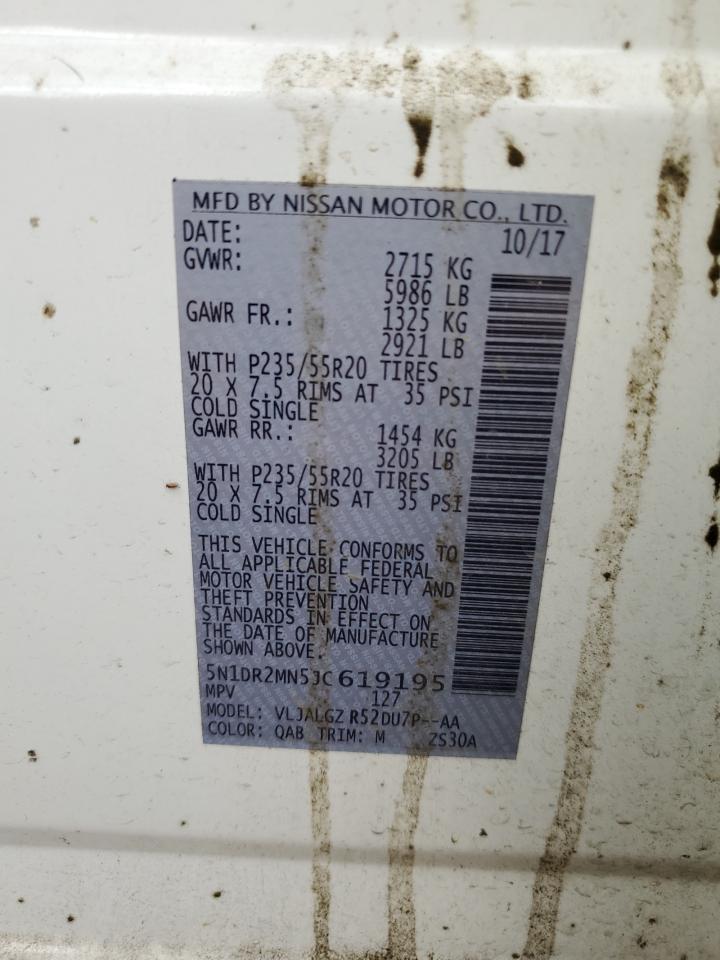 MFD BY NISSAN MOTOR CO., LTD.
DATE: 10/17
GVWR: 2715 KG
5986 LB
GAWR FR.: 1325 KG
2921 LB
WITH P235/55R20 TIRES
20 X 7.5 RIMS AT 35 PSI
COLD SINGLE
GAWR RR.: 1454 KG
3205 LB
WITH P235/55R20 TIRES
20 X 7.5 RIMS AT 35 PSI
COLD SINGLE
THIS VEHICLE CONFORMS TO
ALL APPLICABLE FEDERAL
MOTOR VEHICLE SAFETY AND
THEFT PREVENTION
STANDARDS IN EFFECT ON
THE DATE OF MANUFACTURE
SHOWN ABOVE.
5N1DR2MN5JC619195
MPV 127
MODEL: VLJALGZ R52DU7P--AA
COLOR: QAB TRIM: M ZS30A